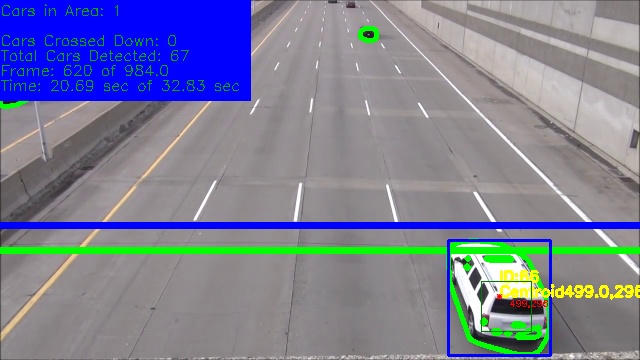 Cars in Area: 1
Cars Crossed Down: 0
Total Cars Detected: 67
Frame: 620 of 984.0
Time: 20.69 sec of 32.83 sec
ID:66
Centroid499.0,296
499,296